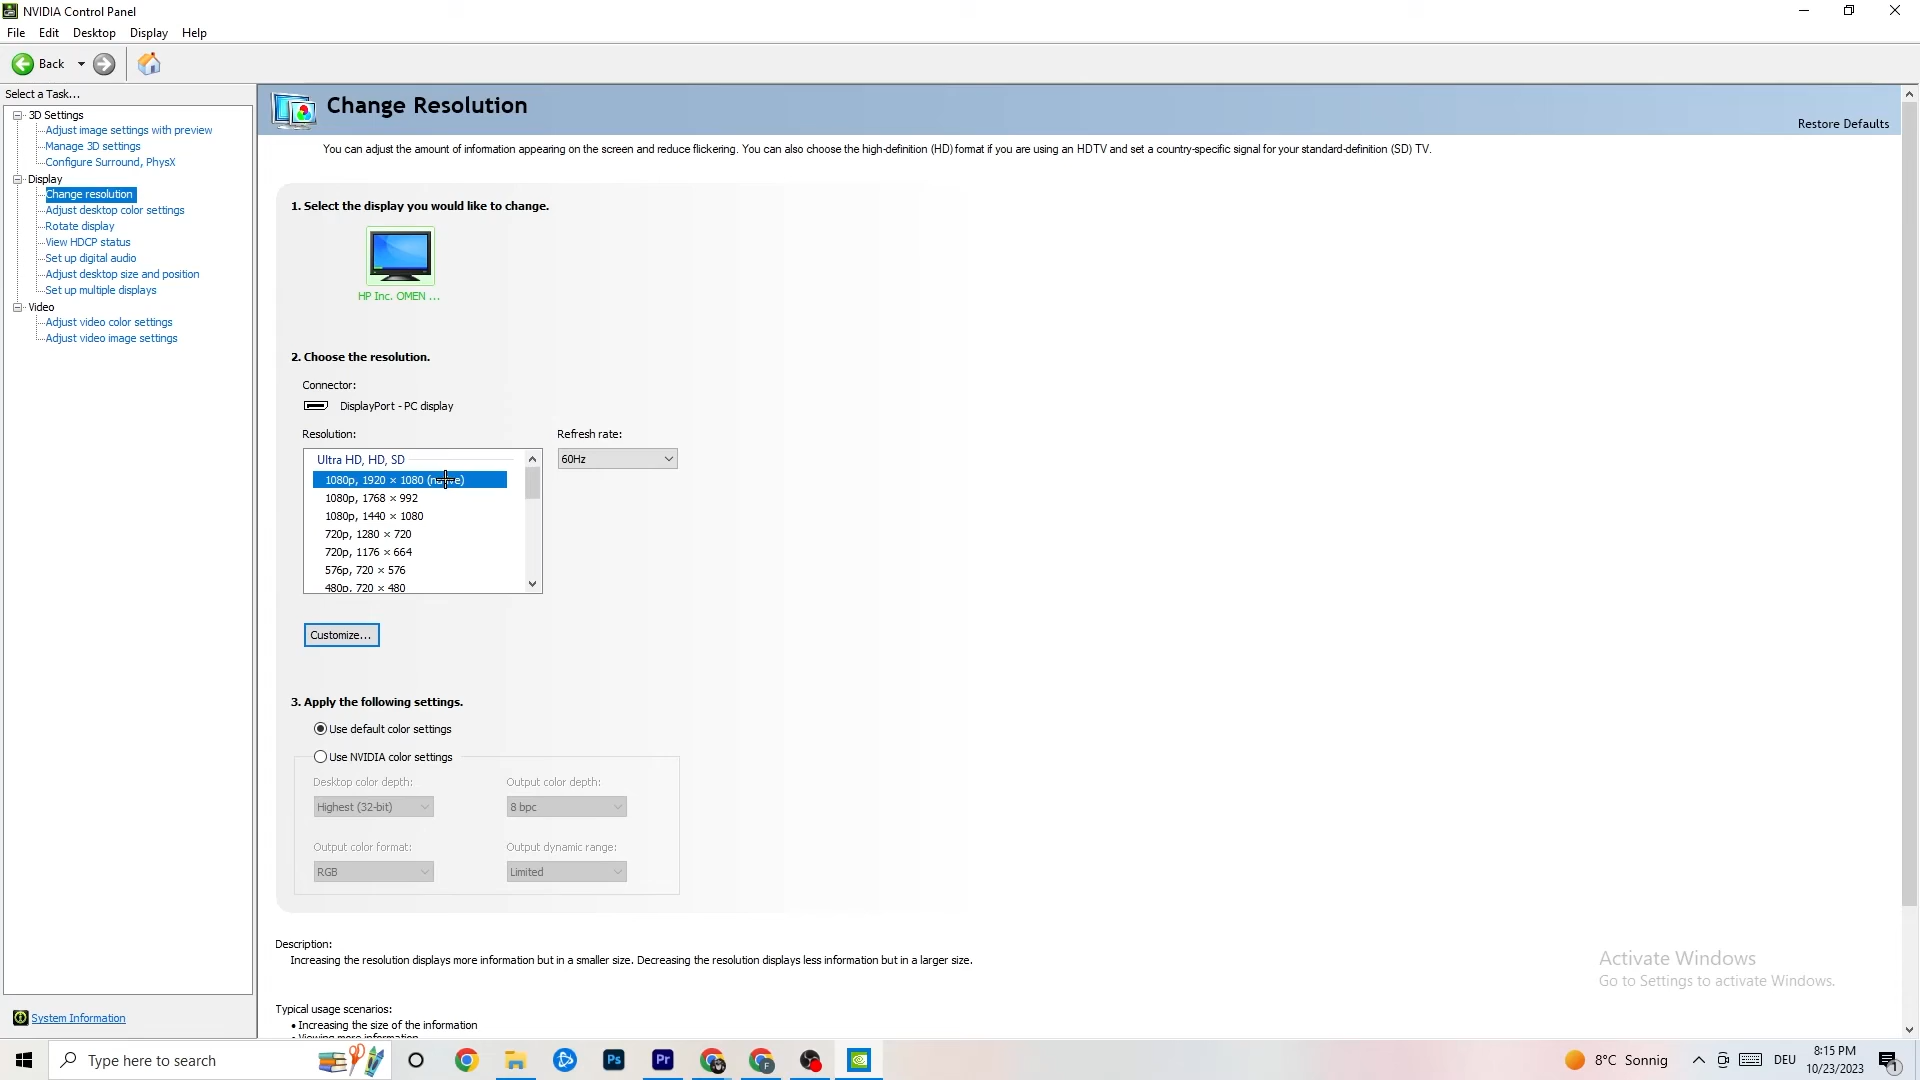 NVIDIA Control Panel
File Edit Desktop Display Help
Back
Select a Task...
3D Settings
Adjust image settings with preview
Manage 3D settings
Configure Surround, PhysX
Display
Change resolution
Adjust desktop color settings
Rotate display
View HDCP status
Set up digital audio
Adjust desktop size and position
Set up multiple displays
Video
Adjust video color settings
Adjust video image settings
System Information
Change Resolution
Restore Defaults
You can adjust the amount of information appearing on the screen and reduce flickering. You can also choose the high-definition (HD) format if you are using an HDTV and set a country-specific signal for your standard-definition (SD) TV.
1. Select the display you would like to change.
HP Inc. OMEN ...
2. Choose the resolution.
Connector:
DisplayPort - PC display
Resolution:
Refresh rate:
60Hz
Ultra HD, HD, SD
1080p, 1920 × 1080 (native)
1080p, 1768 × 992
1080p, 1440 × 1080
720p, 1280 × 720
720p, 1176 × 664
576p, 720 × 576
480p, 720 × 480
Customize...
3. Apply the following settings.
Use default color settings
Use NVIDIA color settings
Desktop color depth:
Output color depth:
Highest (32-bit)
8 bpc
Output color format:
Output dynamic range:
RGB
Limited
Description:
Increasing the resolution displays more information but in a smaller size. Decreasing the resolution displays less information but in a larger size.
Typical usage scenarios:
• Increasing the size of the information
• Viewing more information
Activate Windows
Go to Settings to activate Windows.
Type here to search
Ps
Pr
F
8°C Sonnig
DEU
8:15 PM
10/23/2023
1